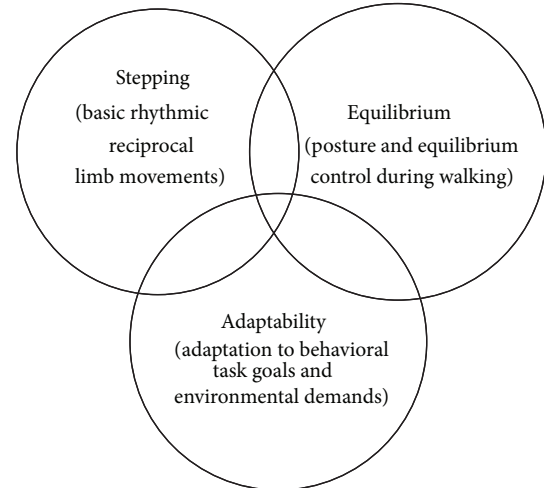 Stepping
(basic rhythmic
reciprocal
limb movements)
Equilibrium
(posture and equilibrium
control during walking)
Adaptability
(adaptation to behavioral
task goals and
environmental demands)